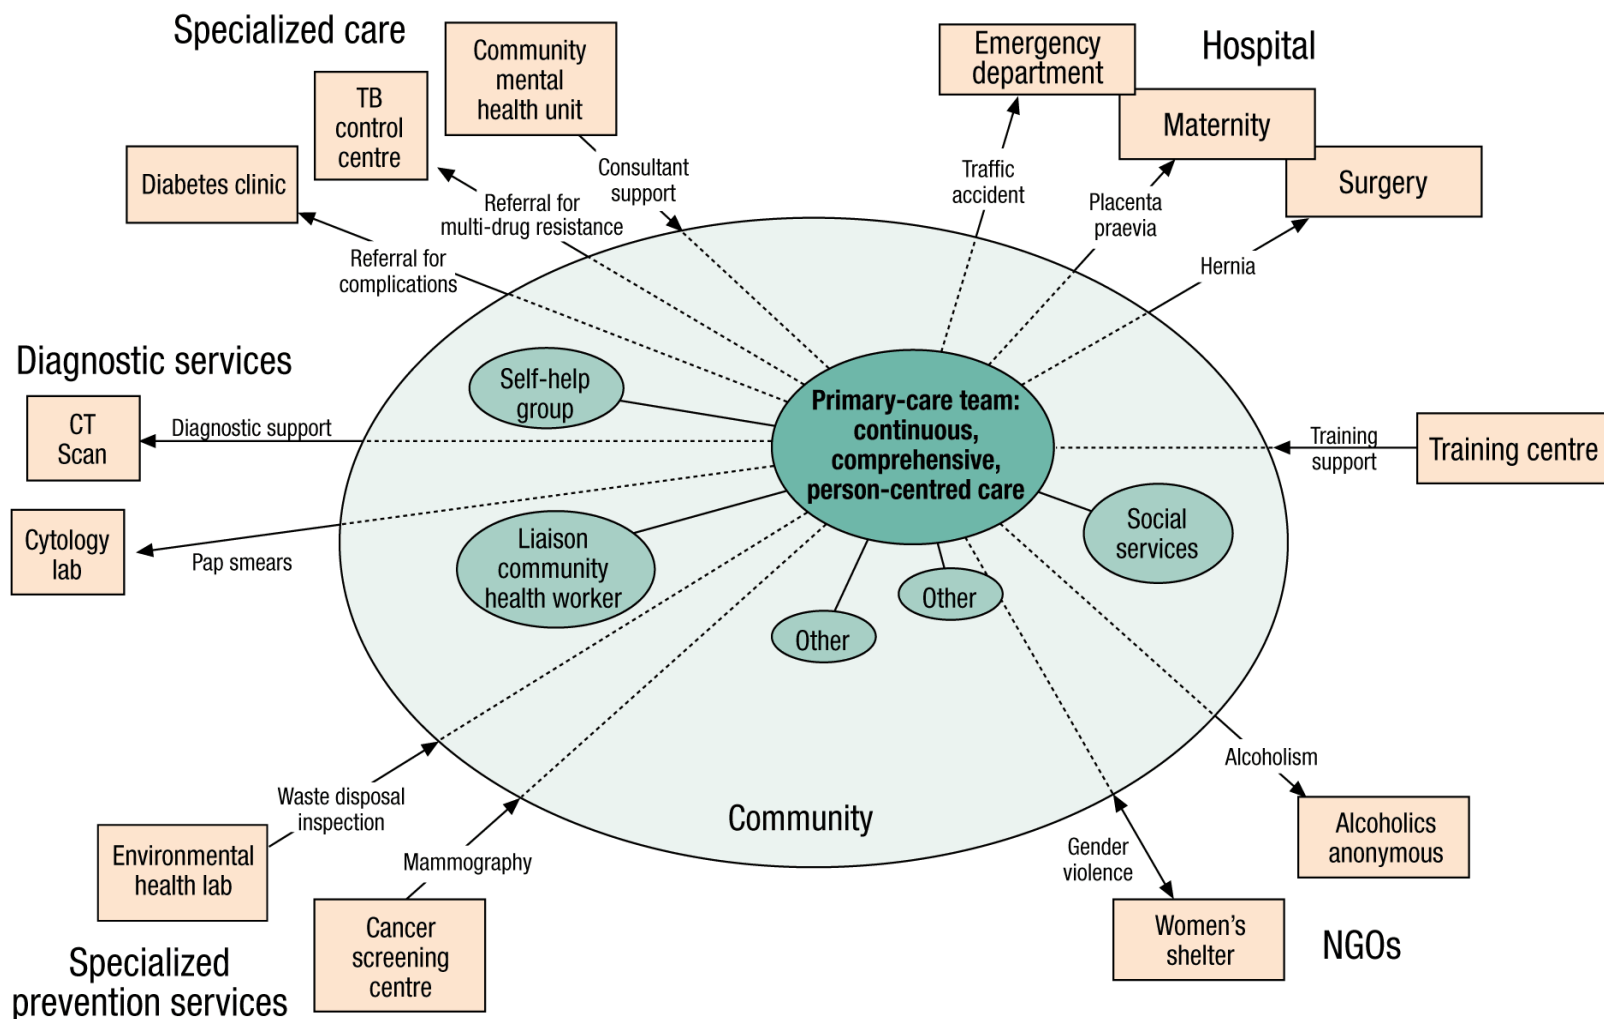 Specialized care
Community
mental
health unit
TB
control
centre
Diabetes clinic
Consultant
support
Referral for
multi-drug resistance
Referral for
complications
Hospital
Emergency
department
Maternity
Surgery
Traffic
accident
Placenta
praevia
Hernia
Diagnostic services
CT
Scan
Diagnostic support
Cytology
lab
Pap smears
Self-help
group
Primary-care team:
continuous,
comprehensive,
person-centred care
Training
support
Training centre
Liaison
community
health worker
Social
services
Other
Other
Community
Waste disposal
inspection
Environmental
health lab
Mammography
Cancer
screening
centre
Specialized
prevention services
Gender
violence
Women's
shelter
Alcoholism
Alcoholics
anonymous
NGOs